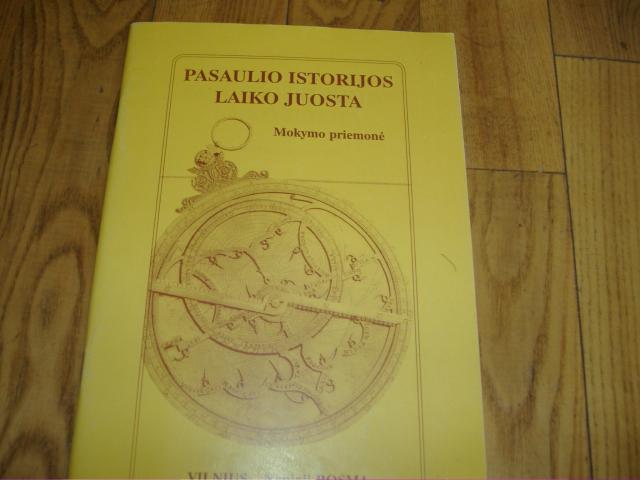 PASAULIO ISTORIJOS
LAIKO JUOSTA
Mokymo priemonė
VILNIUS